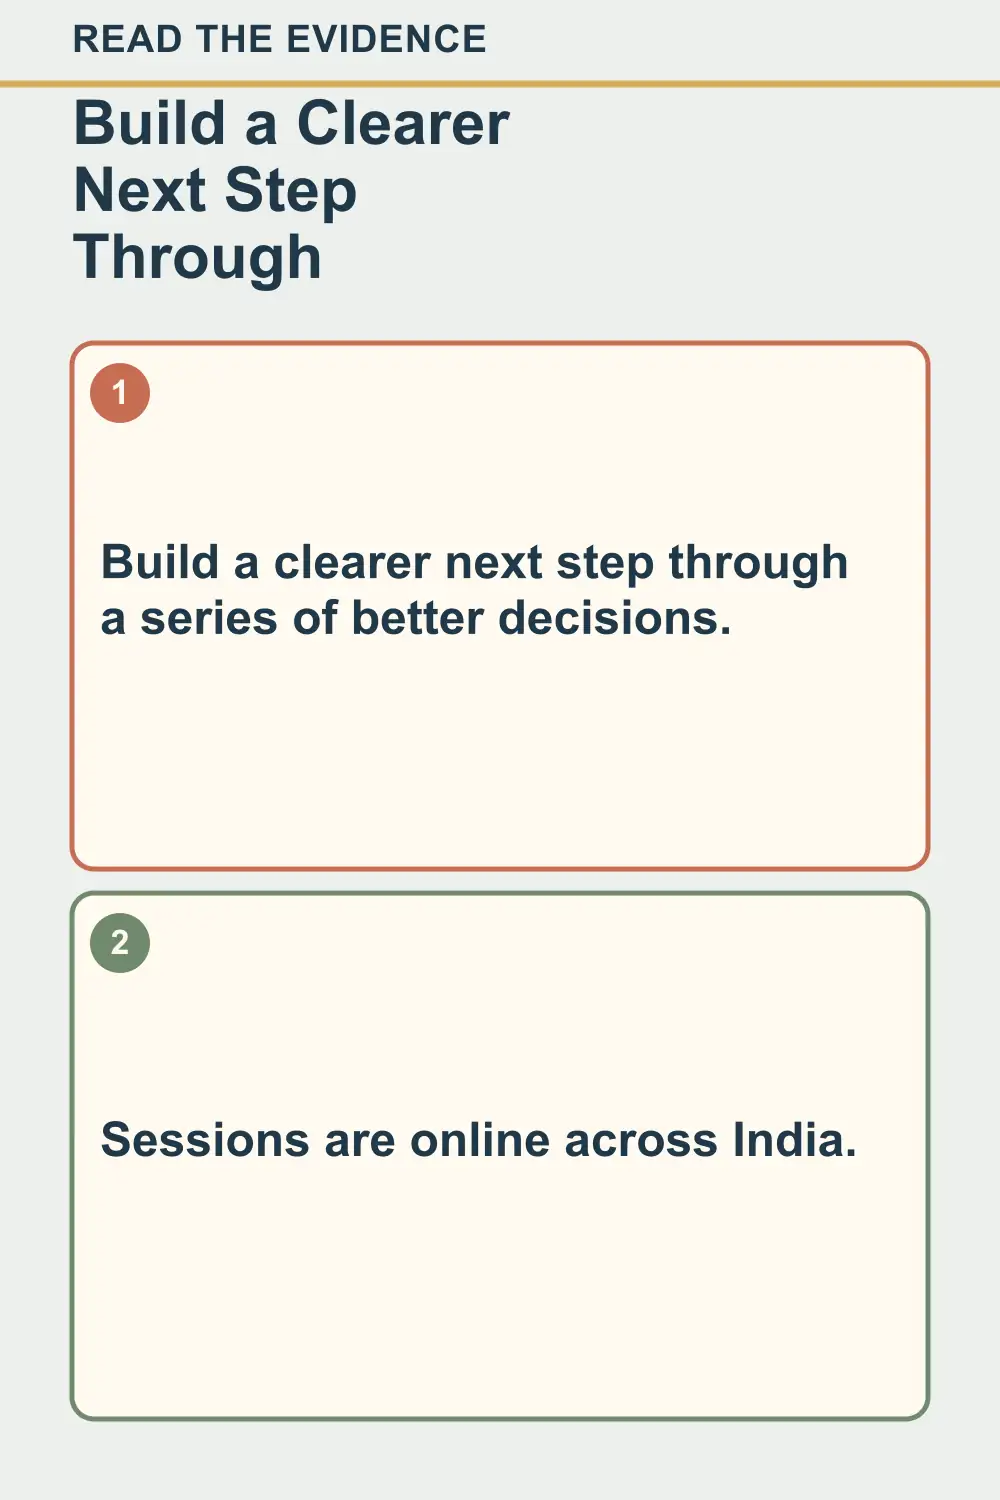 READ THE EVIDENCE
Build a Clearer
Next Step
Through
1
Build a clearer next step through
a series of better decisions.
2
Sessions are online across India.